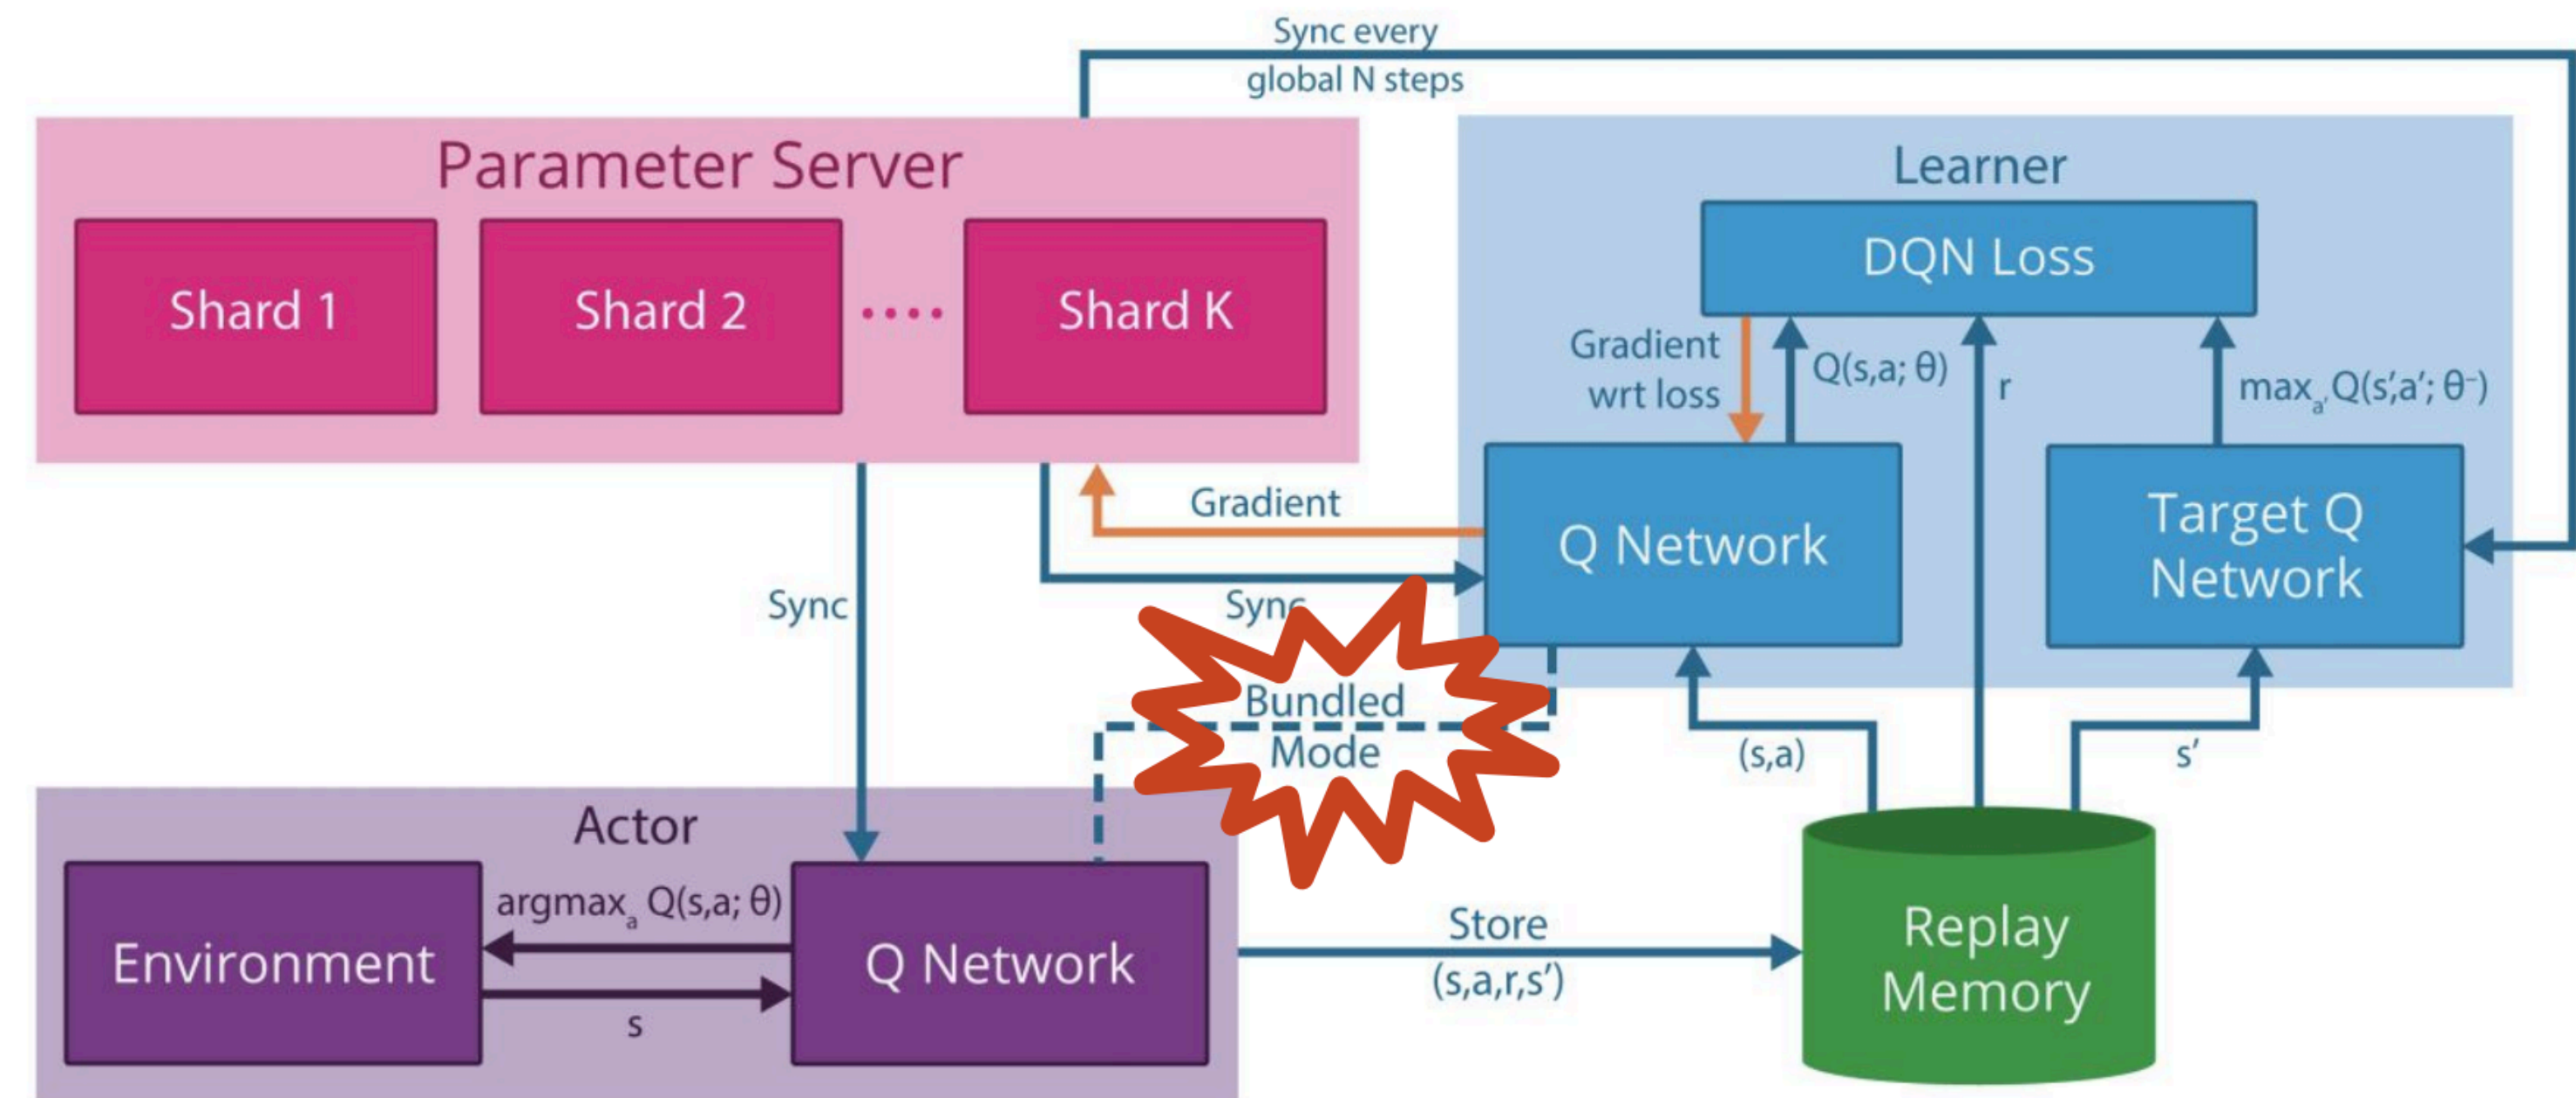 Sync every
global N steps
Parameter Server
Shard 1
Shard 2
Shard K
Learner
DQN Loss
Gradient
wrt loss
Q(s,a; θ)
r
maxₐ′ Q(s′a′; θ⁻)
Gradient
Q Network
Target Q
Network
Sync
Sync
Bundled
Mode
(s,a)
s′
Actor
Environment
argmaxₐ Q(s,a; θ)
s
Q Network
Store
(s,a,r,s′)
Replay
Memory